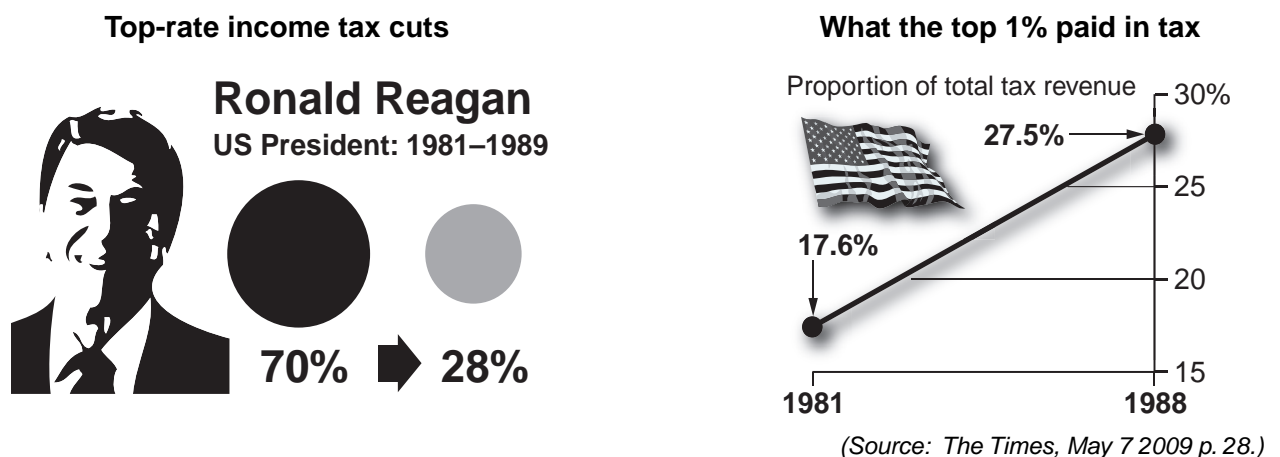 Top-rate income tax cuts
Ronald Reagan
US President: 1981–1989
70% 28%
What the top 1% paid in tax
Proportion of total tax revenue
30%
27.5%
25
17.6%
20
15
1981 1988
(Source: The Times, May 7 2009 p. 28.)